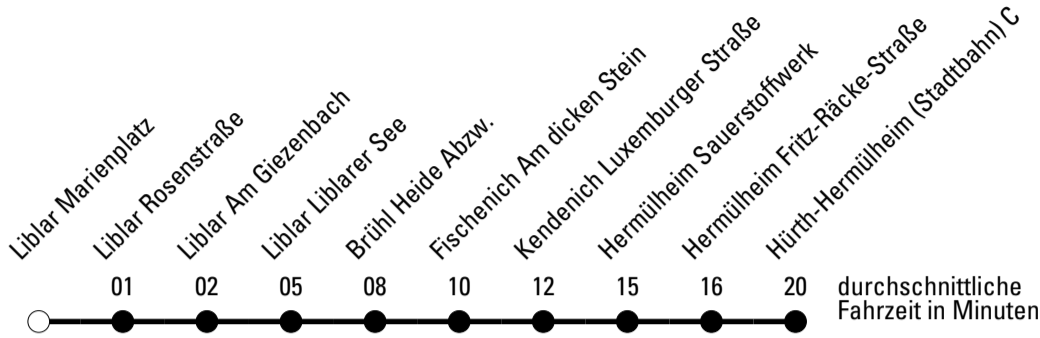 Liblar Marienplatz
Liblar Rosenstraße
Liblar Am Giezenbach
Liblar Liblarer See
Brühl Heide Abzw.
Fischenich Am dicken Stein
Kendenich Luxemburger Straße
Hermülheim Sauerstoffwerk
Hermülheim Fritz-Räcke-Straße
Hürth-Hermülheim (Stadtbahn) C
01 02 05 08 10 12 15 16 20
durchschnittliche
Fahrzeit in Minuten